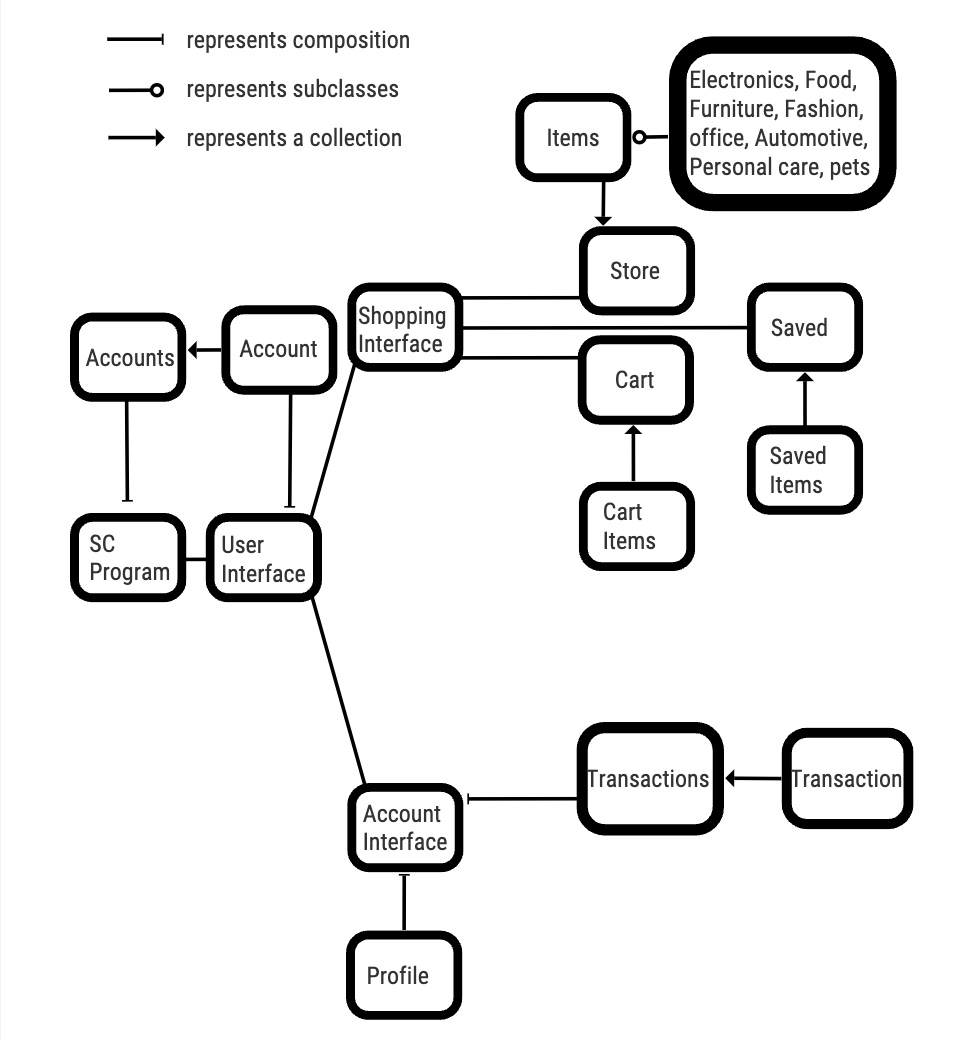 represents composition
represents subclasses
represents a collection
Electronics, Food,
Furniture, Fashion,
office, Automotive,
Personal care, pets
Items
Store
Shopping
Interface
Saved
Accounts
Account
Cart
Saved
Items
Cart
Items
SC
Program
User
Interface
Transactions
Transaction
Account
Interface
Profile